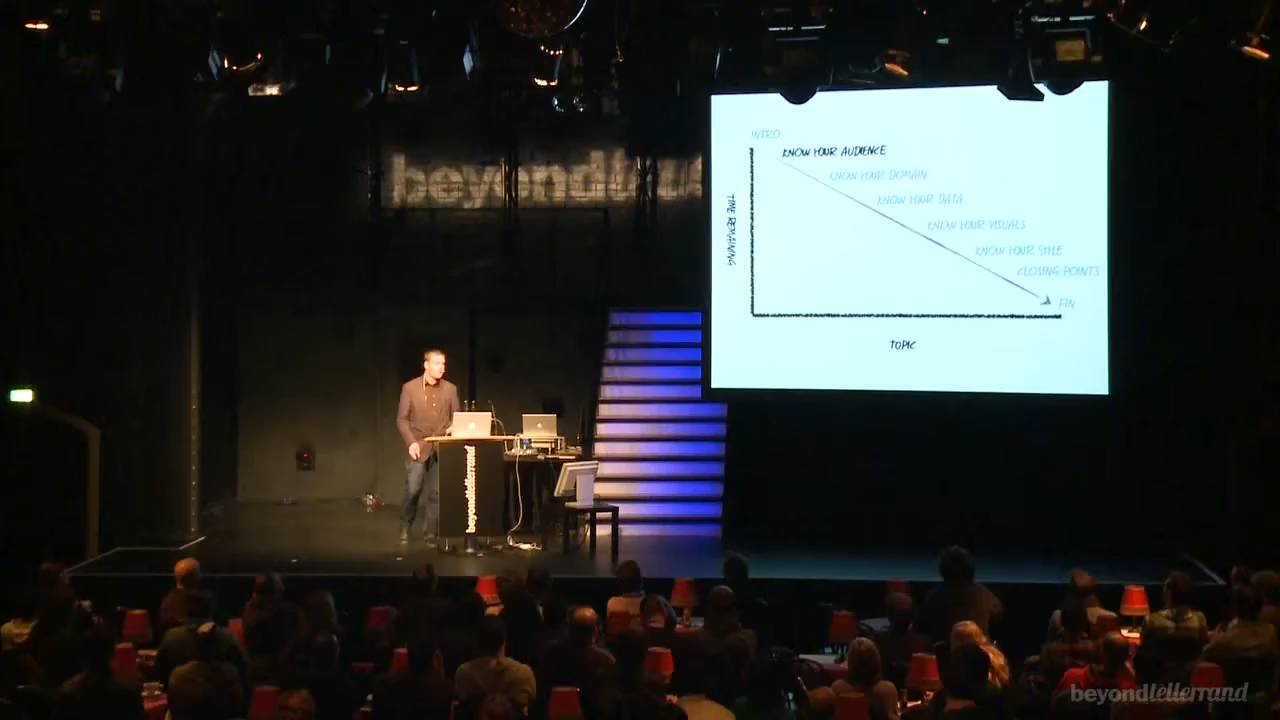 INTRO
KNOW YOUR AUDIENCE
KNOW YOUR DOMAIN
KNOW YOUR DATA
KNOW YOUR VISUALS
KNOW YOUR STYLE
CLOSING POINTS
FIN
TIME REMAINING
TOPIC
beyond
beyondtellerrand
beyondtellerrand